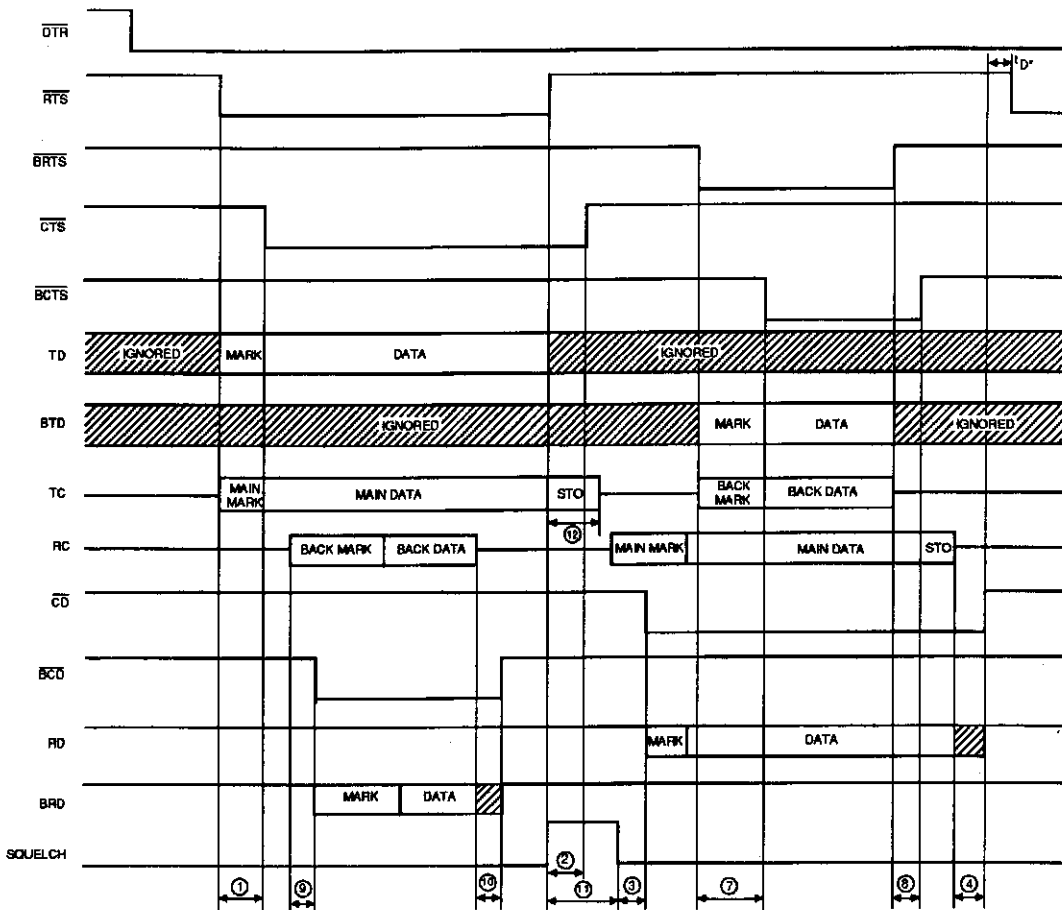 DTR
tD*
RTS
BRTS
CTS
BCTS
TD IGNORED MARK DATA IGNORED
BTD IGNORED MARK DATA IGNORED
TC MAIN MARK MAIN DATA STO BACK MARK BACK DATA
⑫
RC BACK MARK BACK DATA MAIN MARK MAIN DATA STO
CD
BCD
RD MARK DATA
BRD MARK DATA
SQUELCH
② 
① ⑨ ⑩ ⑪ ③ ⑦ ⑧ ④